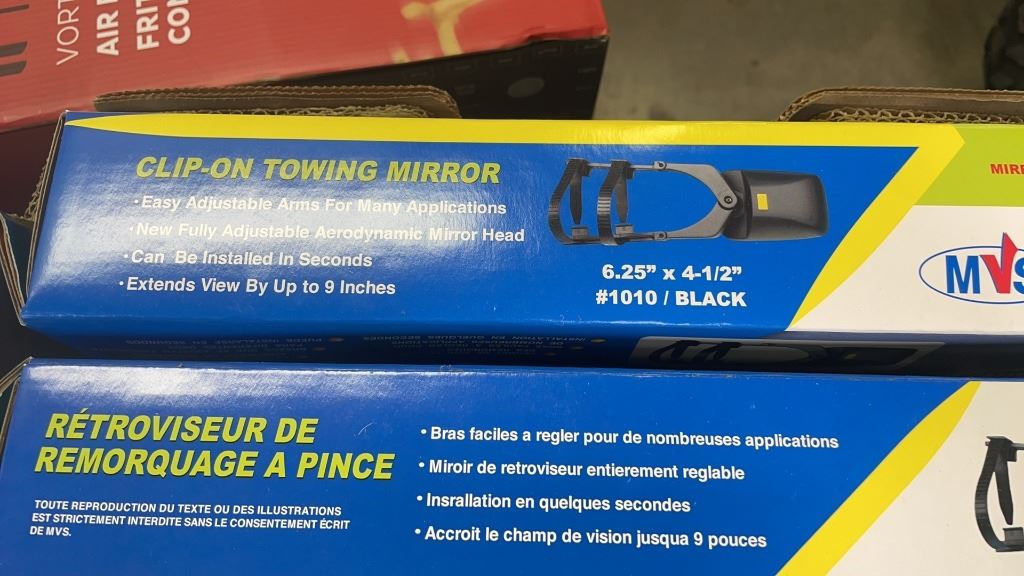 VORT
AIR
FRIT
CO
CLIP-ON TOWING MIRROR
•Easy Adjustable Arms For Many Applications
•New Fully Adjustable Aerodynamic Mirror Head
•Can Be Installed In Seconds
•Extends View By Up to 9 Inches
6.25” x 4-1/2”
#1010 / BLACK
MVS
RÉTROVISEUR DE
REMORQUAGE A PINCE
TOUTE REPRODUCTION DU TEXTE OU DES ILLUSTRATIONS
EST STRICTEMENT INTERDITE SANS LE CONSENTEMENT ÉCRIT
DE MVS.
• Bras faciles a regler pour de nombreuses applications
• Miroir de retroviseur entierement reglable
• Insrallation en quelques secondes
• Accroit le champ de vision jusqua 9 pouces